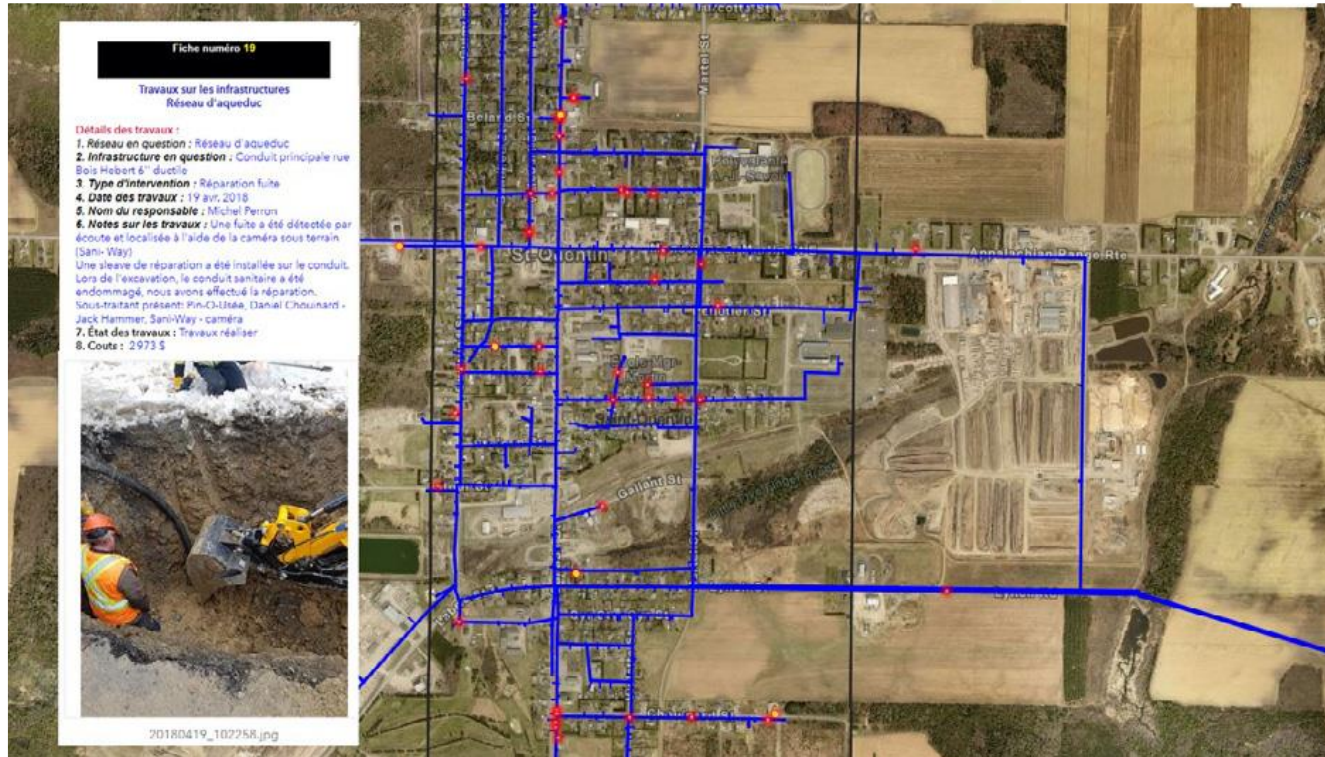 Fiche numéro 19
Travaux sur les infrastructures
Réseau d'aqueduc
Détails des travaux :
1. Réseau en question : Réseau d'aqueduc
2. Infrastructure en question : Conduit principale rue
Bois Hebert 6'' ductile
3. Type d'intervention : Réparation fuite
4. Date des travaux : 19 avr. 2018
5. Nom du responsable : Michel Perron
6. Notes sur les travaux : Une fuite a été détectée par
écoute et localisée à l'aide de la caméra sous terrain
(Sani- Way)
Une sleave de réparation a été installée sur le conduit.
Lors de l'excavation, le conduit sanitaire a été
endommagé, nous avons effectué la réparation.
Sous-traitant présent: Pin-O-Usée, Daniel Chouinard -
Jack Hammer, Sani-Way - caméra
7. État des travaux : Travaux réaliser
8. Couts : 2973 $
20180419_102258.jpg
Martel St
Beland St
St-Quentin
Appalachian Range Rte
Gallant St